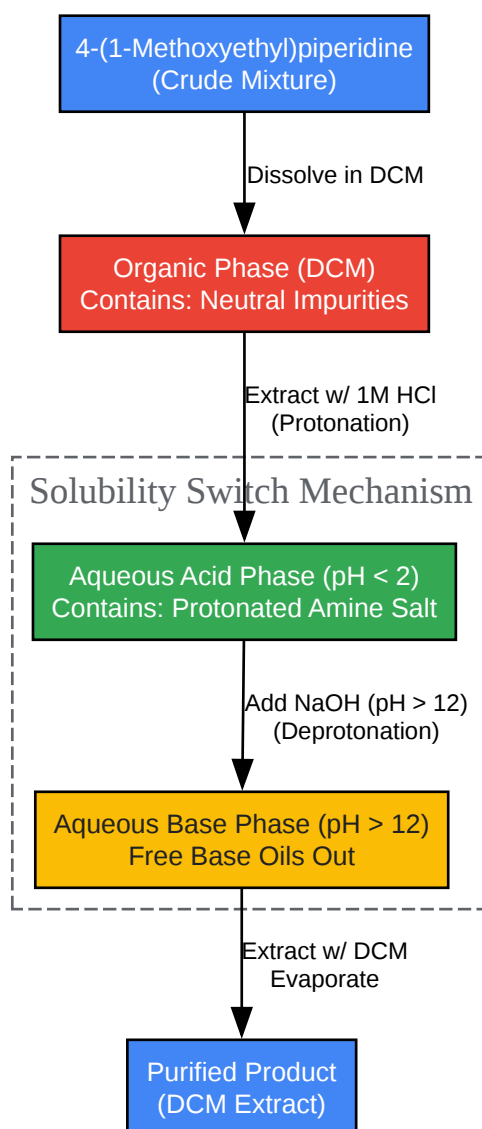 4-(1-Methoxyethyl)piperidine
(Crude Mixture)
Dissolve in DCM
Organic Phase (DCM)
Contains: Neutral Impurities
Extract w/ 1M HCl
(Protonation)
Solubility Switch Mechanism
Aqueous Acid Phase (pH < 2)
Contains: Protonated Amine Salt
Add NaOH (pH > 12)
(Deprotonation)
Aqueous Base Phase (pH > 12)
Free Base Oils Out
Extract w/ DCM
Evaporate
Purified Product
(DCM Extract)